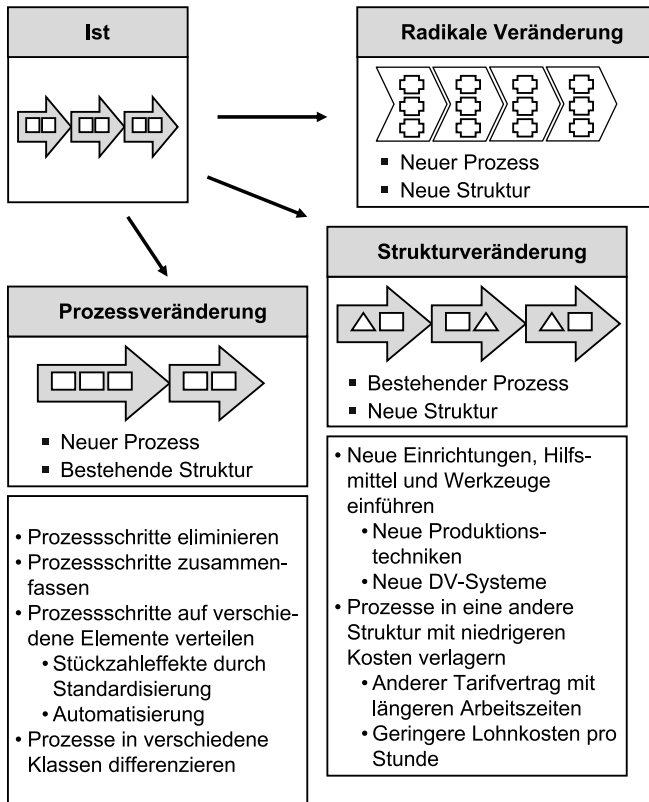 Ist
Radikale Veränderung
▪ Neuer Prozess
▪ Neue Struktur
Strukturveränderung
▪ Bestehender Prozess
▪ Neue Struktur
• Neue Einrichtungen, Hilfs-
mittel und Werkzeuge
einführen
• Neue Produktions-
techniken
• Neue DV-Systeme
• Prozesse in eine andere
Struktur mit niedrigeren
Kosten verlagern
• Anderer Tarifvertrag mit
längeren Arbeitszeiten
• Geringere Lohnkosten pro
Stunde
Prozessveränderung
▪ Neuer Prozess
▪ Bestehende Struktur
• Prozessschritte eliminieren
• Prozessschritte zusammen-
fassen
• Prozessschritte auf verschie-
dene Elemente verteilen
• Stückzahleffekte durch
Standardisierung
• Automatisierung
• Prozesse in verschiedene
Klassen differenzieren